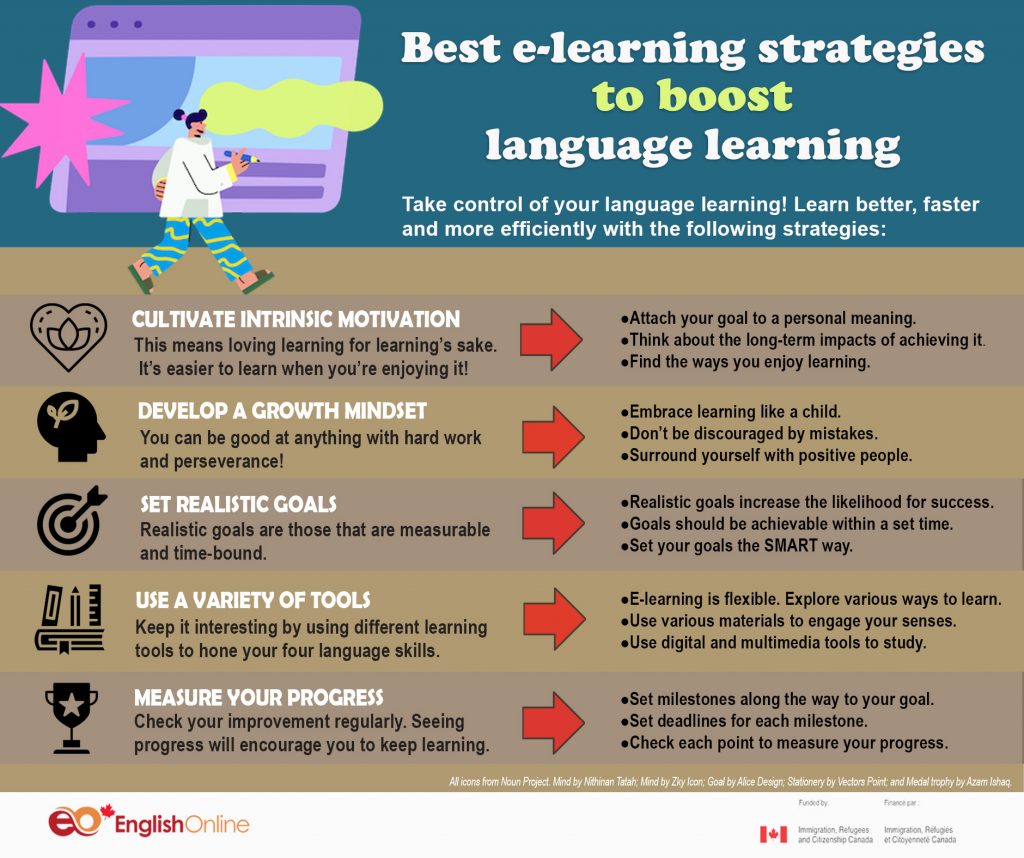 Best e-learning strategies
to boost
language learning
Take control of your language learning! Learn better, faster
and more efficiently with the following strategies:
CULTIVATE INTRINSIC MOTIVATION
This means loving learning for learning's sake.
It's easier to learn when you're enjoying it!
●Attach your goal to a personal meaning.
●Think about the long-term impacts of achieving it.
●Find the ways you enjoy learning.
DEVELOP A GROWTH MINDSET
You can be good at anything with hard work
and perseverance!
●Embrace learning like a child.
●Don't be discouraged by mistakes.
●Surround yourself with positive people.
SET REALISTIC GOALS
Realistic goals are those that are measurable
and time-bound.
●Realistic goals increase the likelihood for success.
●Goals should be achievable within a set time.
●Set your goals the SMART way.
USE A VARIETY OF TOOLS
Keep it interesting by using different learning
tools to hone your four language skills.
●E-learning is flexible. Explore various ways to learn.
●Use various materials to engage your senses.
●Use digital and multimedia tools to study.
MEASURE YOUR PROGRESS
Check your improvement regularly. Seeing
progress will encourage you to keep learning.
●Set milestones along the way to your goal.
●Set deadlines for each milestone.
●Check each point to measure your progress.
All icons from Noun Project. Mind by Nithinan Tatah; Mind by Zky Icon; Goal by Alice Design; Stationery by Vectors Point; and Medal trophy by Azam Ishaq.
eo EnglishOnline
Funded by:
Immigration, Refugees
and Citizenship Canada
Financé par :
Immigration, Réfugiés
et Citoyenneté Canada